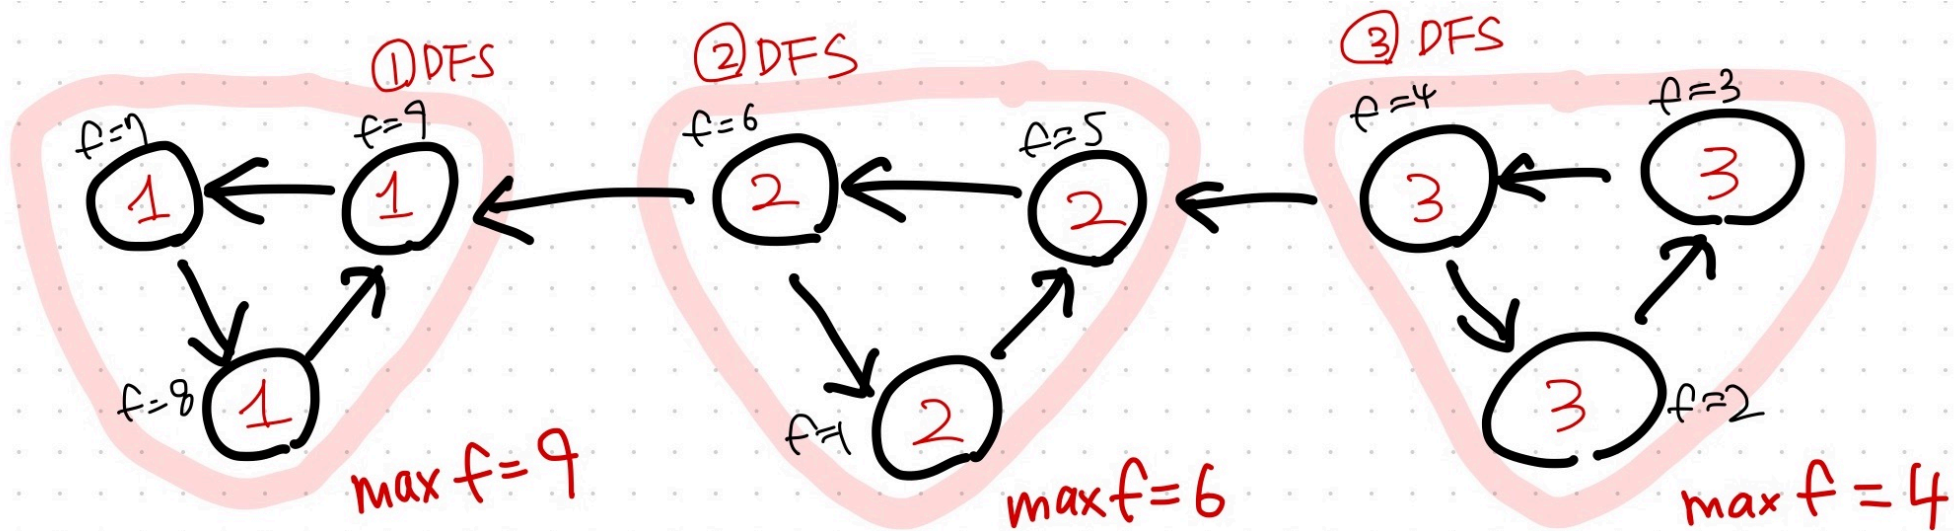 ①DFS
②DFS
③DFS
f=7
f=9
f=6
f=5
f=4
f=3
1
1
2
2
3
3
f=8
1
f=1
2
3
f=2
max f=9
max f=6
max f=4